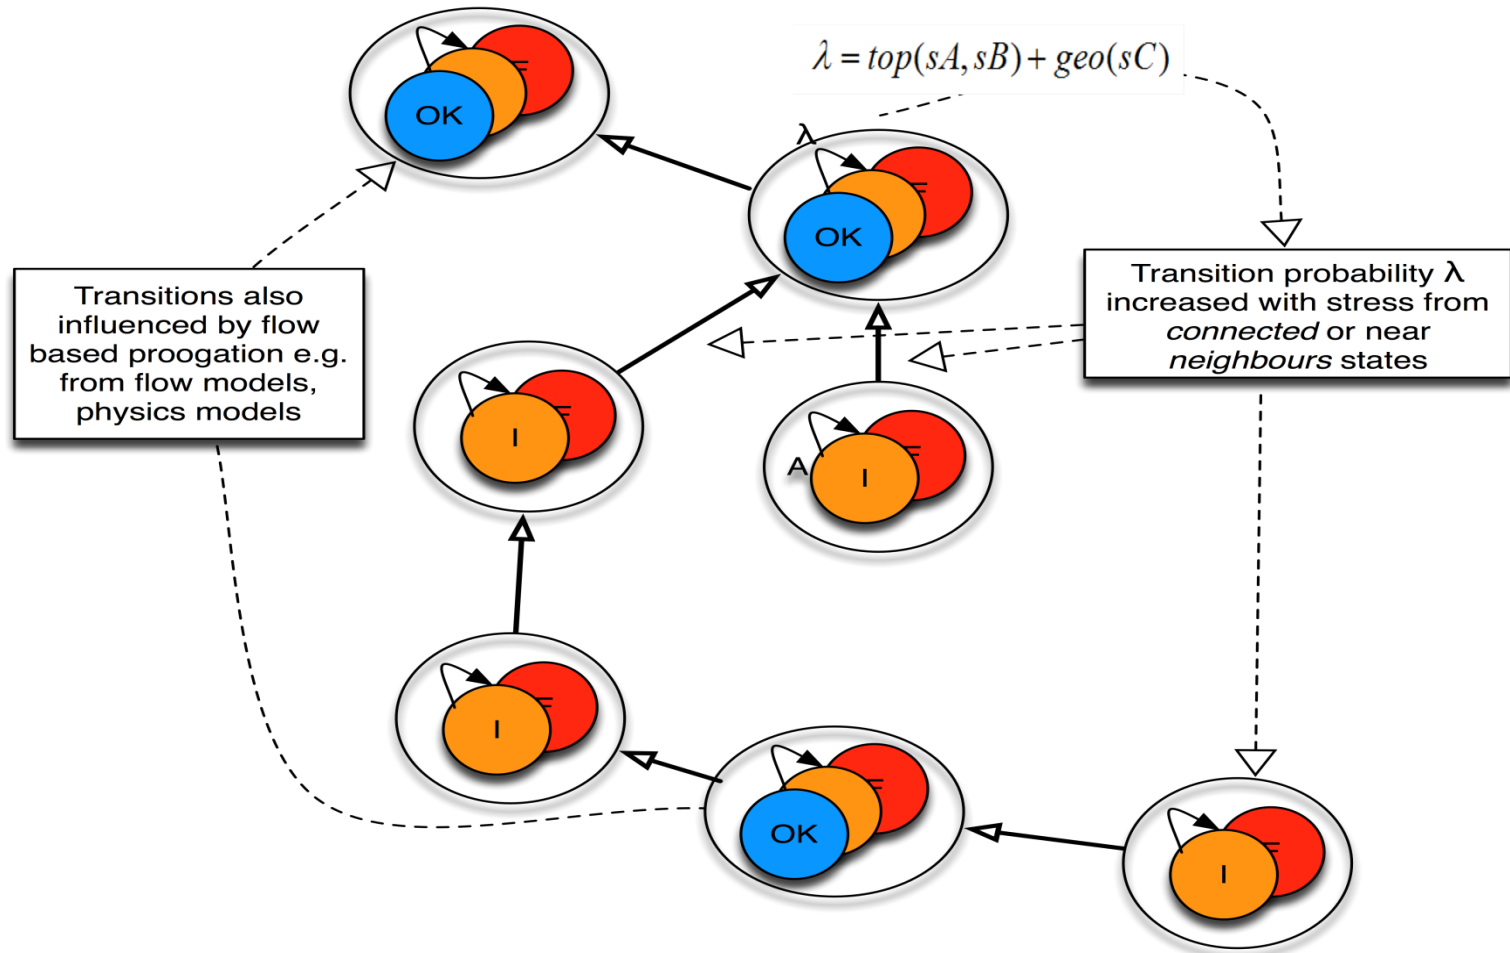 λ = top(sA, sB) + geo(sC)
OK
λ
OK
Transitions also
influenced by flow
based proogation e.g.
from flow models,
physics models
Transition probability λ
increased with stress from
connected or near
neighbours states
I
A
I
I
OK
I